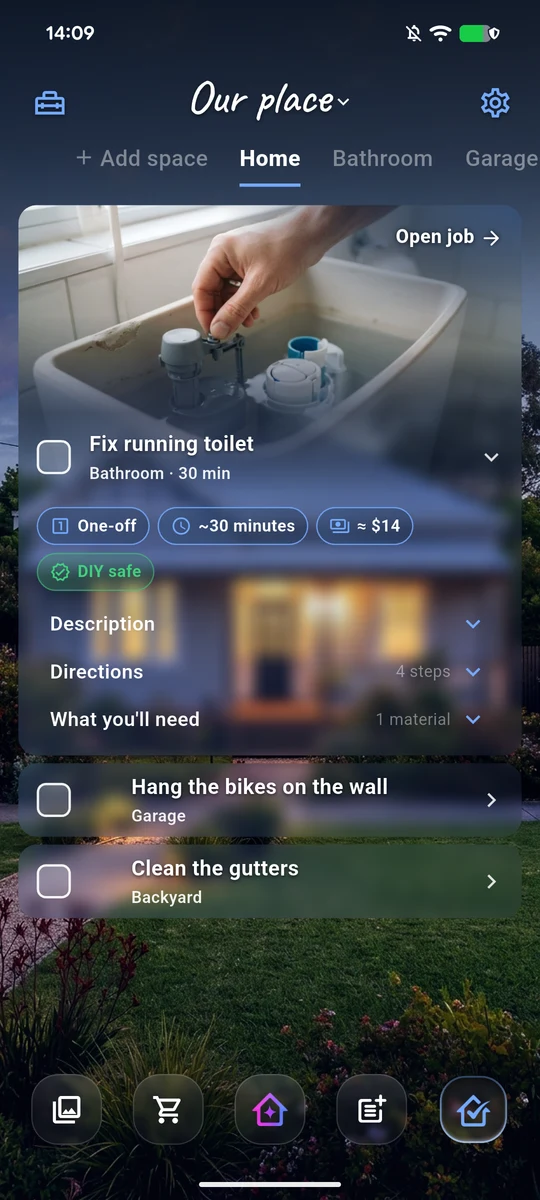 14:09
Our place
+ Add space Home Bathroom Garage
Open job →
Fix running toilet
Bathroom · 30 min
1 One-off ~30 minutes ≈ $14
DIY safe
Description
Directions 4 steps
What you'll need 1 material
Hang the bikes on the wall
Garage
Clean the gutters
Backyard